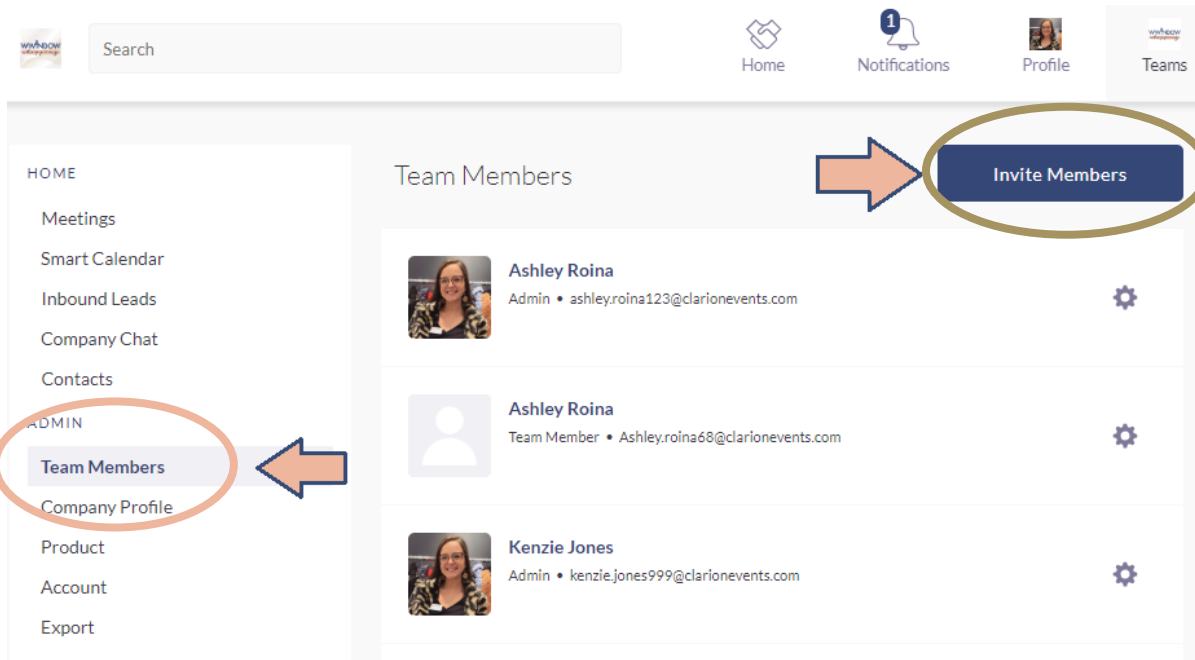 Search
Home
1
Notifications
Profile
Teams
HOME
Meetings
Smart Calendar
Inbound Leads
Company Chat
Contacts
ADMIN
Team Members
Company Profile
Product
Account
Export
Team Members
Invite Members
Ashley Roina
Admin • ashley.roina123@clarionevents.com
Ashley Roina
Team Member • Ashley.roina68@clarionevents.com
Kenzie Jones
Admin • kenzie.jones999@clarionevents.com